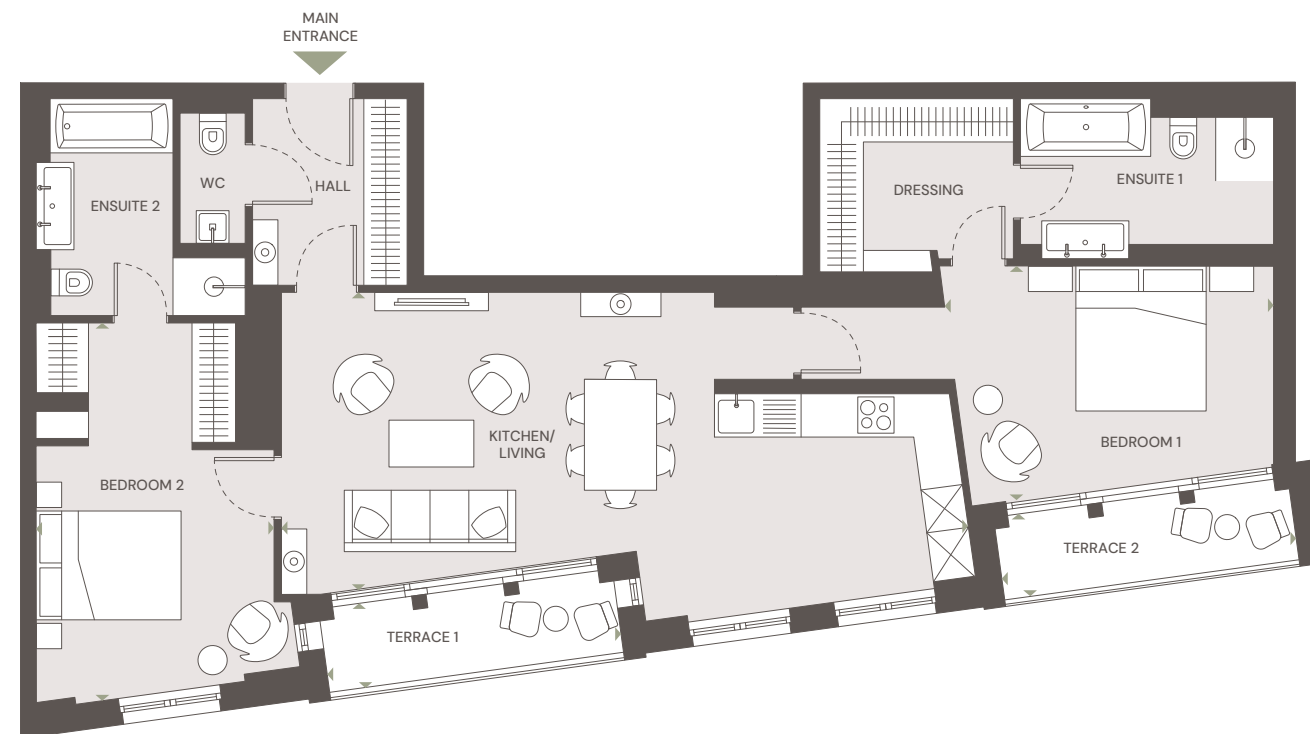 MAIN
ENTRANCE
WC
HALL
ENSUITE 2
DRESSING
ENSUITE 1
KITCHEN/
LIVING
BEDROOM 1
BEDROOM 2
TERRACE 2
TERRACE 1